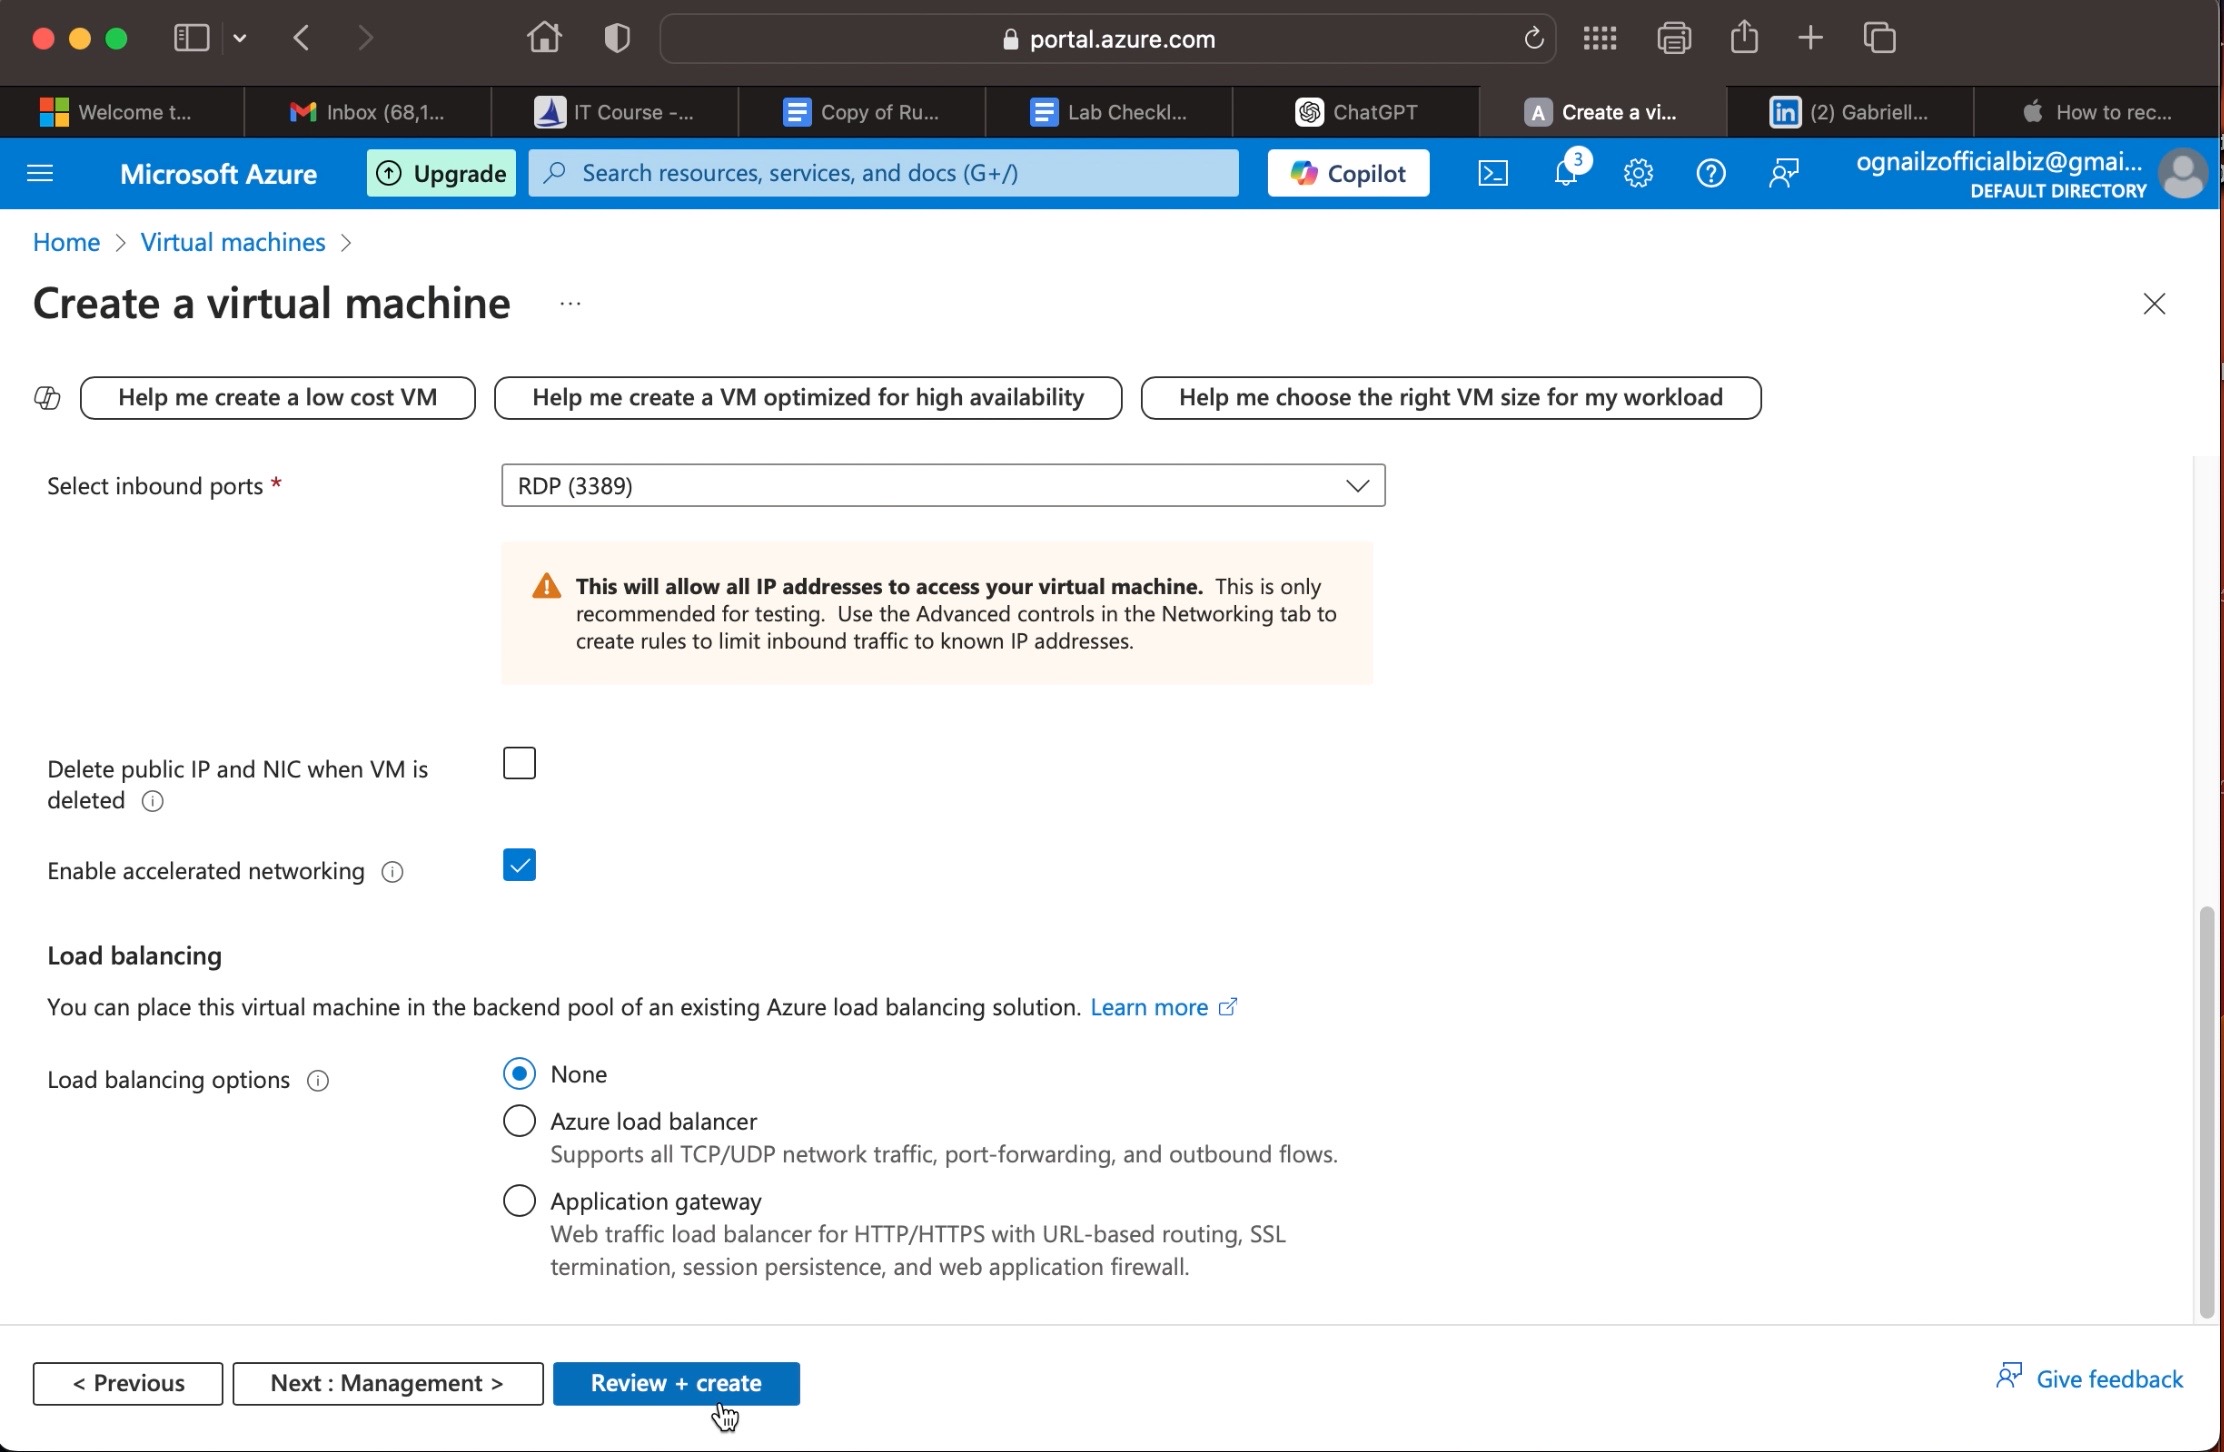 portal.azure.com
Welcome t...
Inbox (68,1...
IT Course -...
Copy of Ru...
Lab Checkl...
ChatGPT
A Create a vi...
in (2) Gabriell...
How to rec...
Microsoft Azure
Upgrade
Search resources, services, and docs (G+/)
Copilot
3
ognailzofficialbiz@gmai...
DEFAULT DIRECTORY
Home > Virtual machines >
Create a virtual machine ...
Help me create a low cost VM
Help me create a VM optimized for high availability
Help me choose the right VM size for my workload
Select inbound ports *
RDP (3389)
This will allow all IP addresses to access your virtual machine. This is only
recommended for testing. Use the Advanced controls in the Networking tab to
create rules to limit inbound traffic to known IP addresses.
Delete public IP and NIC when VM is
deleted
Enable accelerated networking
Load balancing
You can place this virtual machine in the backend pool of an existing Azure load balancing solution. Learn more
Load balancing options
None
Azure load balancer
Supports all TCP/UDP network traffic, port-forwarding, and outbound flows.
Application gateway
Web traffic load balancer for HTTP/HTTPS with URL-based routing, SSL
termination, session persistence, and web application firewall.
< Previous
Next : Management >
Review + create
Give feedback